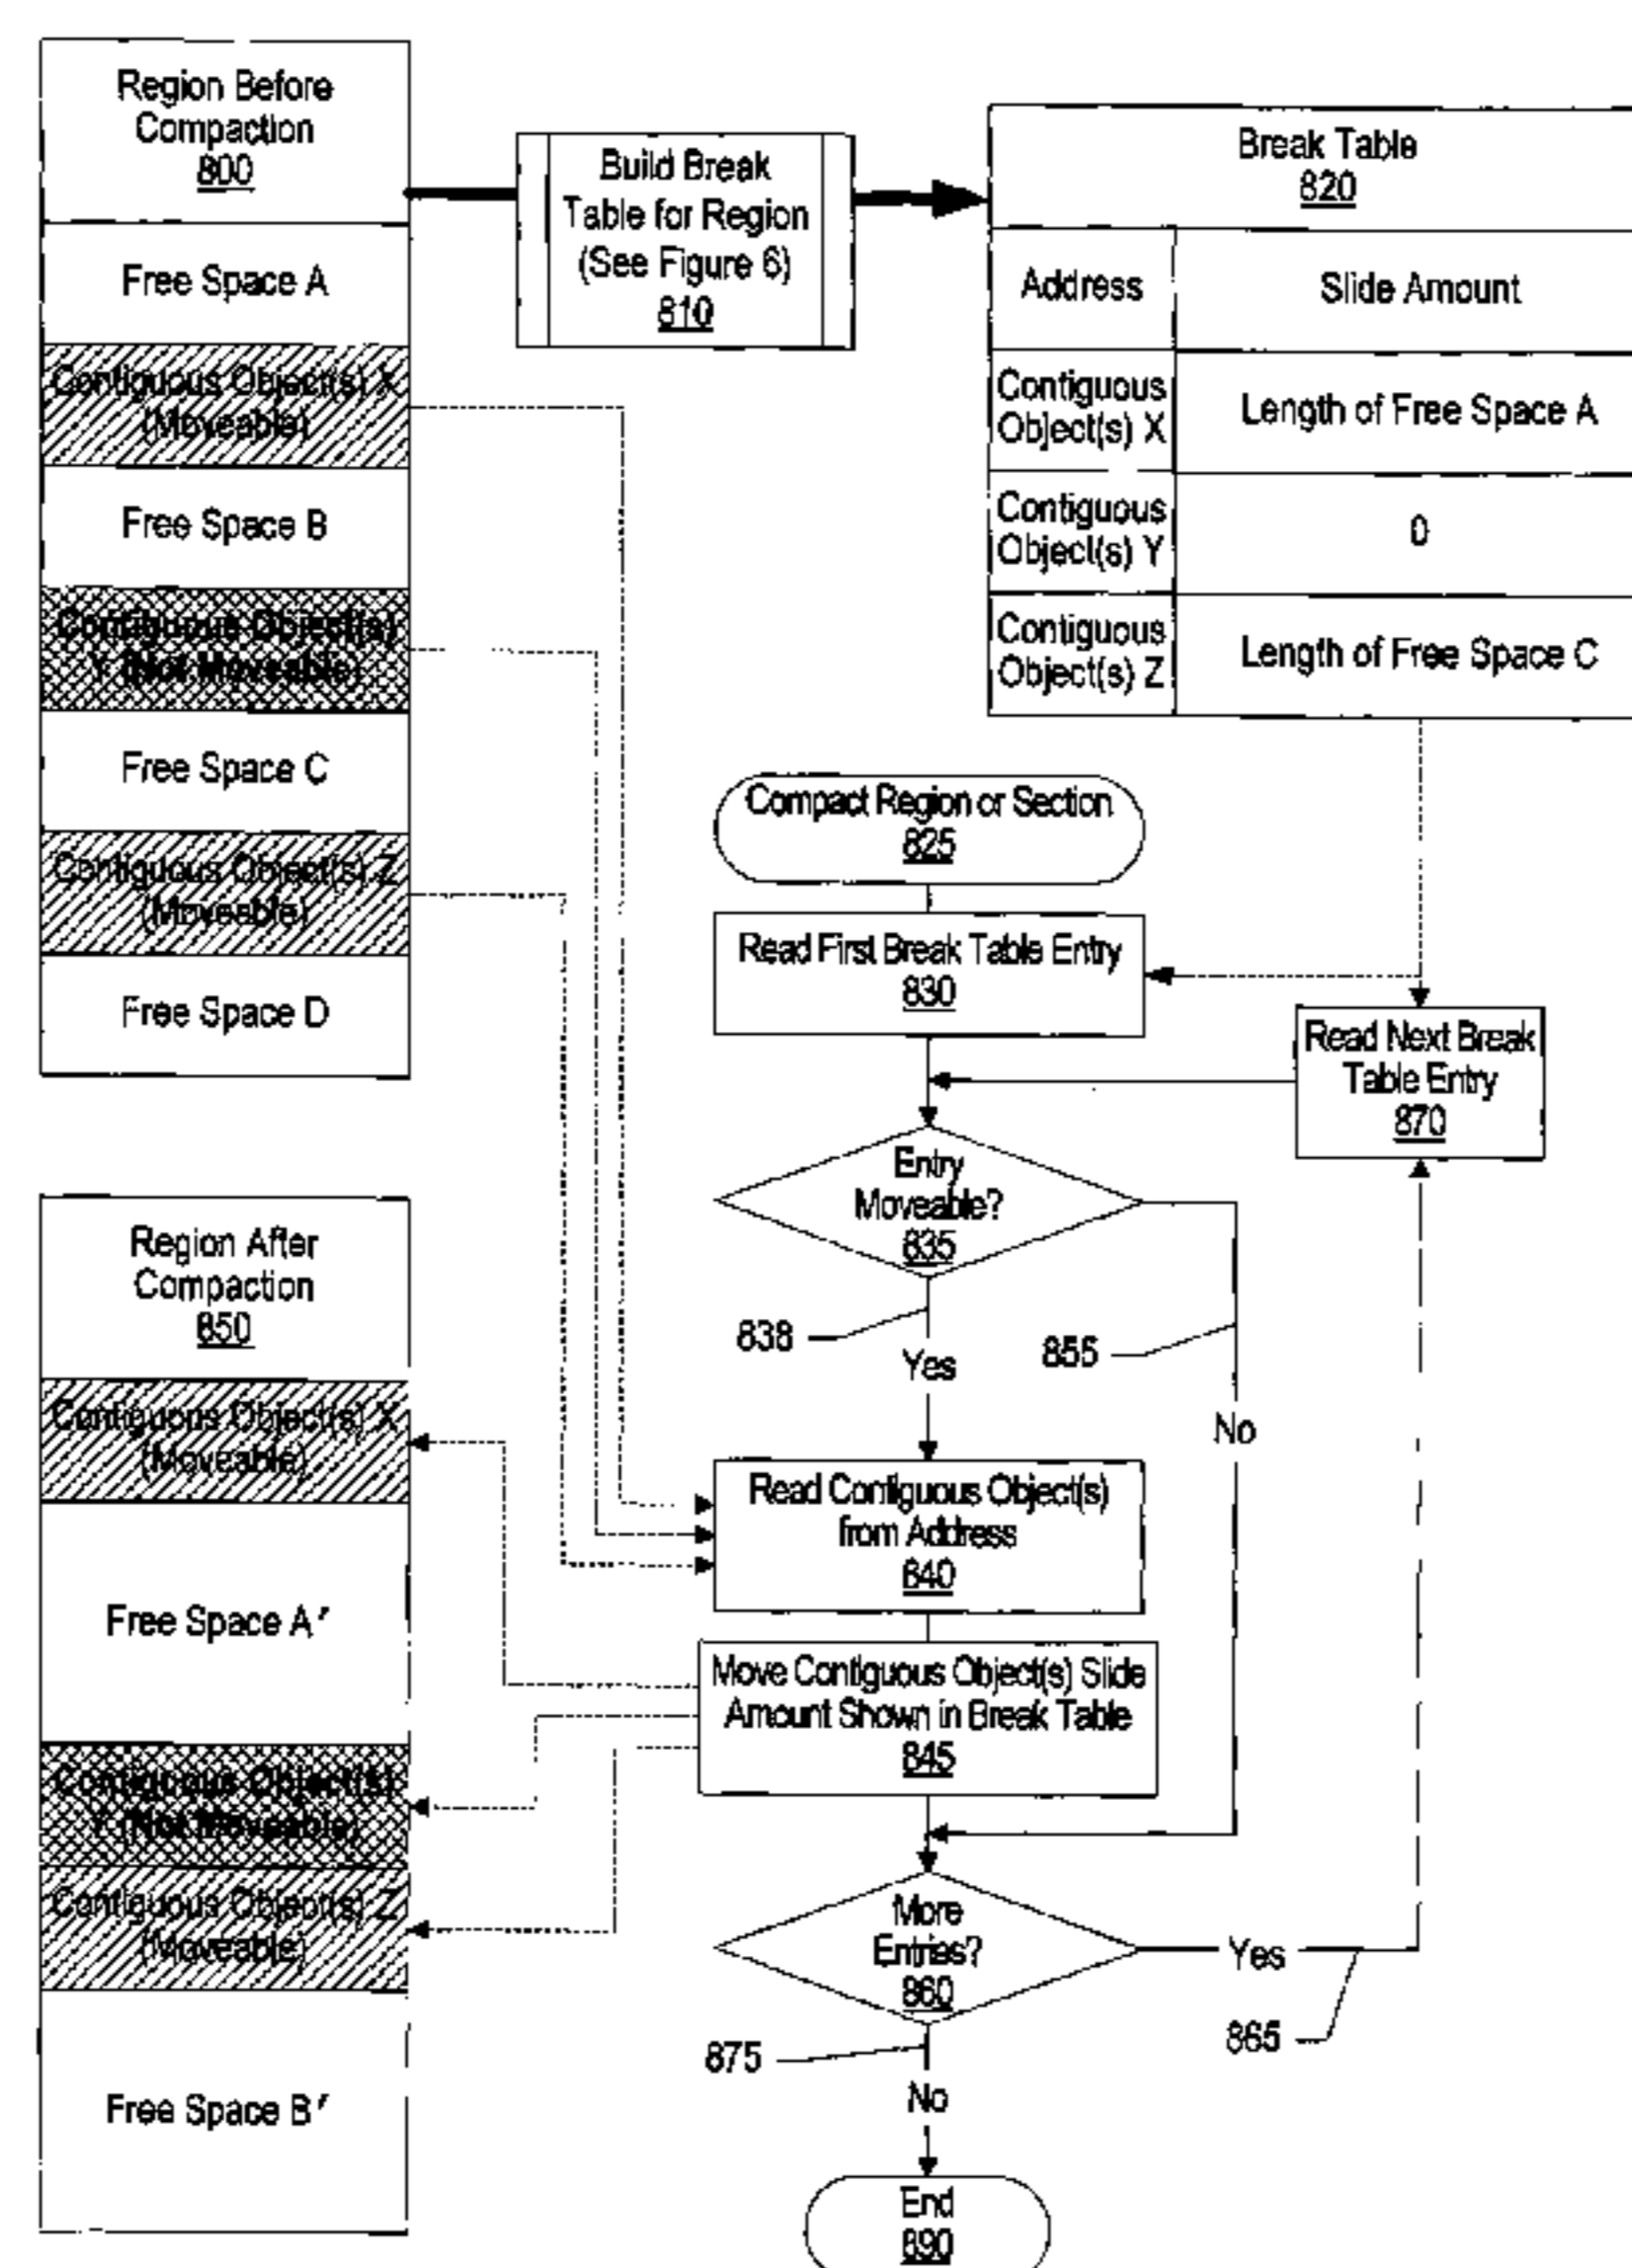 Region Before
Compaction
800
Free Space A
Contiguous Object(s) X
(Moveable)
Free Space B
Contiguous Object(s)
Y (Not Moveable)
Free Space C
Contiguous Object(s) Z
(Moveable)
Free Space D
Build Break
Table for Region
(See Figure 6)
810
Break Table
820
Address
Slide Amount
Contiguous
Object(s) X
Length of Free Space A
Contiguous
Object(s) Y
0
Contiguous
Object(s) Z
Length of Free Space C
Compact Region or Section
825
Read First Break Table Entry
830
Read Next Break
Table Entry
870
Entry
Moveable?
835
838
Yes
855
No
Read Contiguous Object(s)
from Address
840
Move Contiguous Object(s) Slide
Amount Shown in Break Table
845
More
Entries?
860
Yes
865
875
No
End
890
Region After
Compaction
850
Contiguous Object(s) X
(Moveable)
Free Space A'
Contiguous Object(s)
Y (Not Moveable)
Contiguous Object(s) Z
(Moveable)
Free Space B'